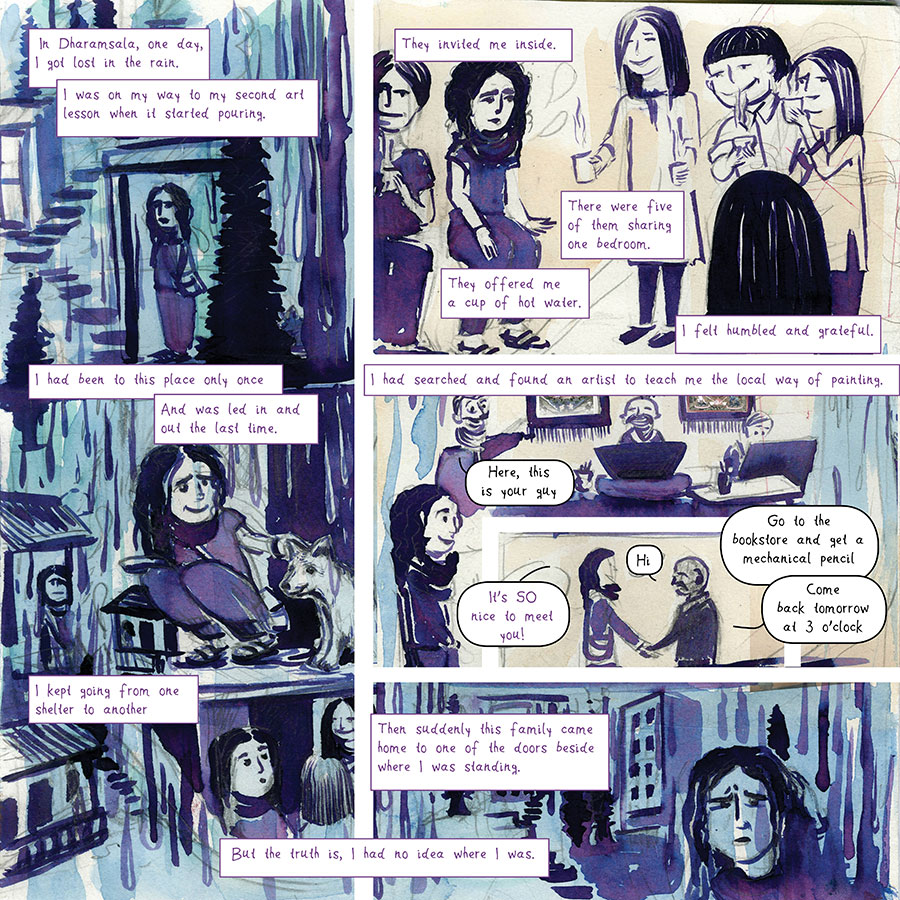 In Dharamsala, one day,
I got lost in the rain.
I was on my way to my second art
lesson when it started pouring.
I had been to this place only once
And was led in and
out the last time.
I kept going from one
shelter to another
But the truth is, I had no idea where I was.
They invited me inside.
There were five
of them sharing
one bedroom.
They offered me
a cup of hot water.
I felt humbled and grateful.
I had searched and found an artist to teach me the local way of painting.
Here, this
is your guy
It's SO
nice to meet
you!
Hi
Go to the
bookstore and get a
mechanical pencil
Come
back tomorrow
at 3 o'clock
Then suddenly this family came
home to one of the doors beside
where I was standing.